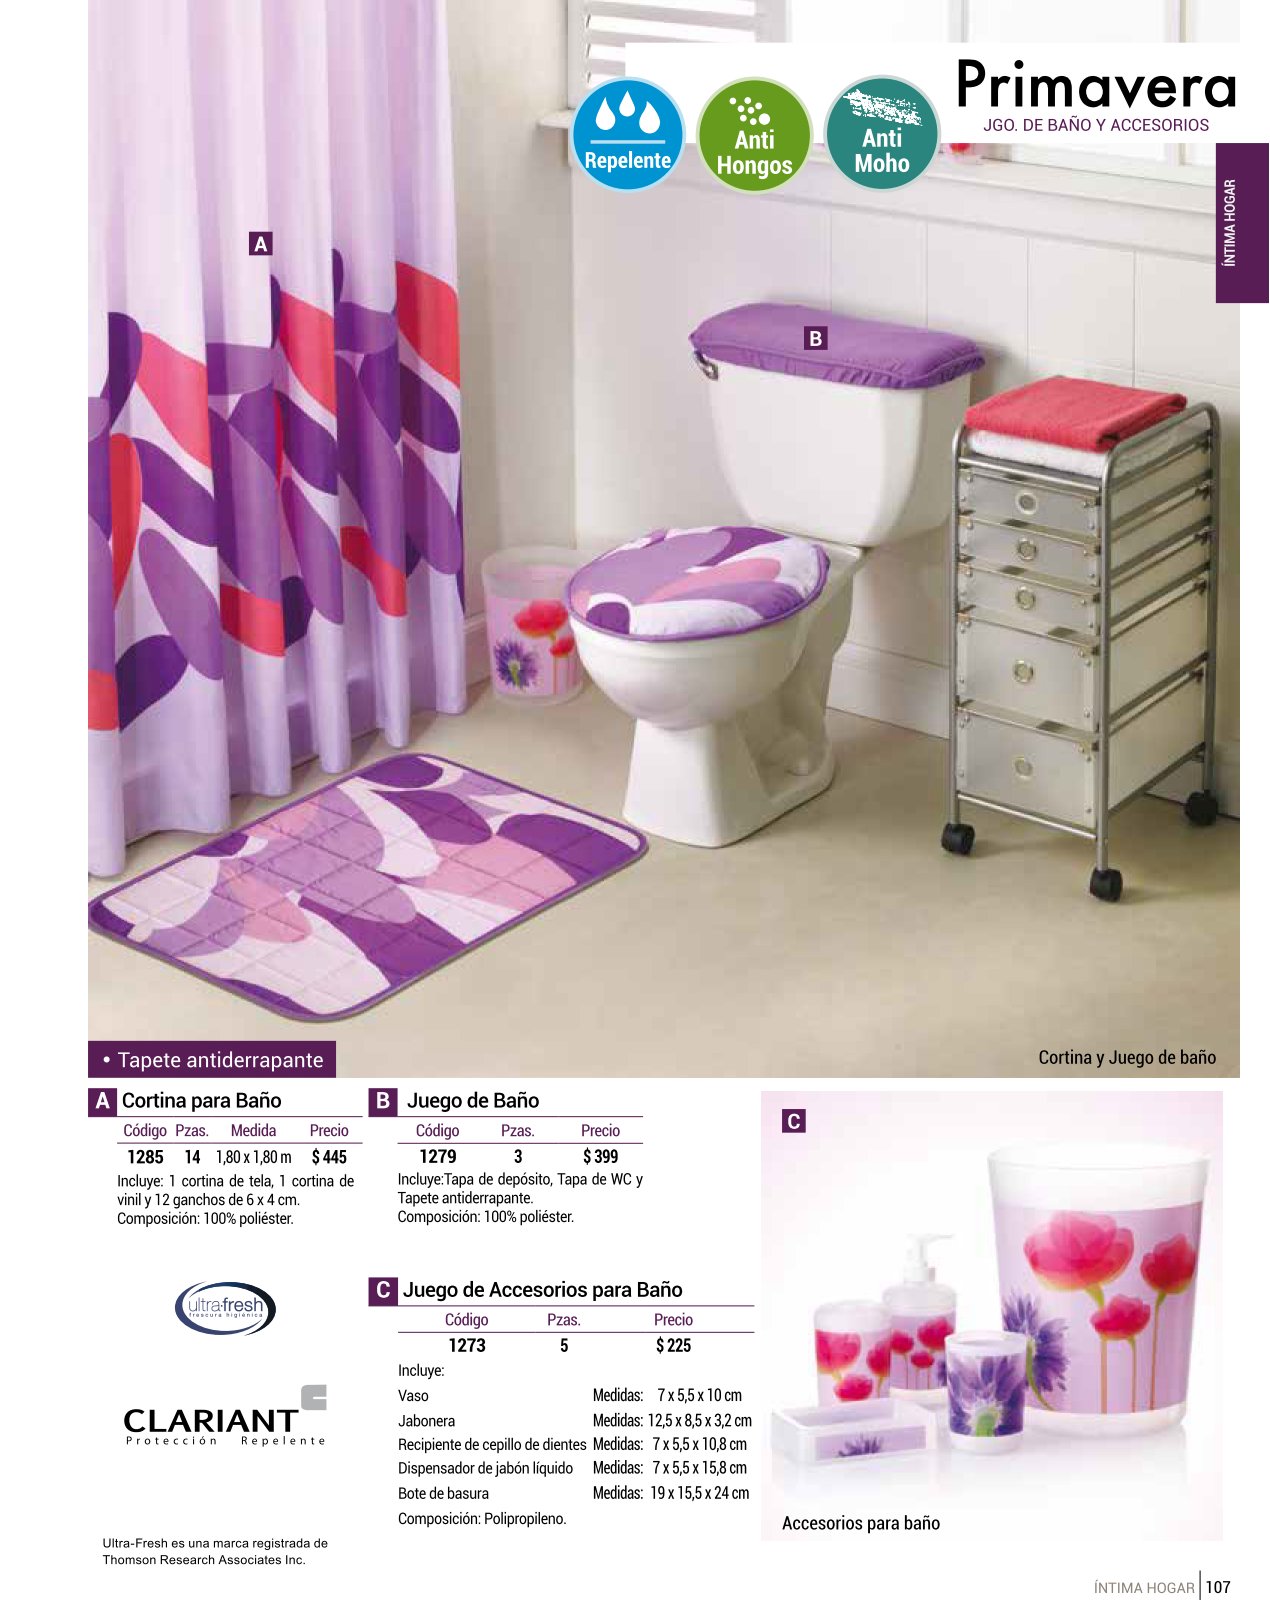 Primavera
JGO. DE BAÑO Y ACCESORIOS
Repelente
Anti
Hongos
Anti
Moho
ÍNTIMA HOGAR
A
B
• Tapete antiderrapante
Cortina y Juego de baño
A Cortina para Baño
Código Pzas. Medida Precio
1285 14 1,80 x 1,80 m $ 445
Incluye: 1 cortina de tela, 1 cortina de
vinil y 12 ganchos de 6 x 4 cm.
Composición: 100% poliéster.
B Juego de Baño
Código Pzas. Precio
1279 3 $ 399
Incluye:Tapa de depósito, Tapa de WC y
Tapete antiderrapante.
Composición: 100% poliéster.
ultra-fresh
frescura higiénica
CLARIANT
Protección Repelente
Ultra-Fresh es una marca registrada de
Thomson Research Associates Inc.
C Juego de Accesorios para Baño
Código Pzas. Precio
1273 5 $ 225
Incluye:
Vaso Medidas: 7 x 5,5 x 10 cm
Jabonera Medidas: 12,5 x 8,5 x 3,2 cm
Recipiente de cepillo de dientes Medidas: 7 x 5,5 x 10,8 cm
Dispensador de jabón líquido Medidas: 7 x 5,5 x 15,8 cm
Bote de basura Medidas: 19 x 15,5 x 24 cm
Composición: Polipropileno.
C
Accesorios para baño
ÍNTIMA HOGAR 107